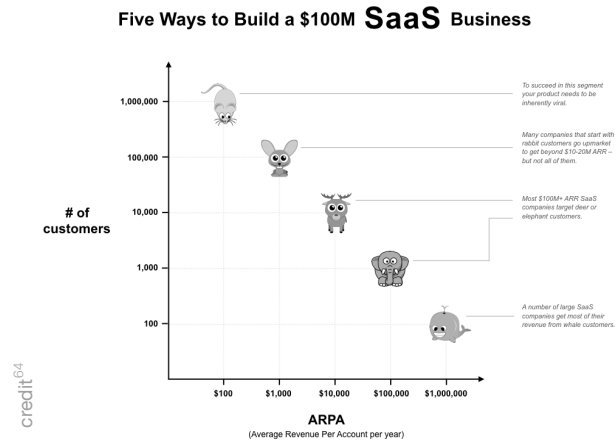 Five Ways to Build a $100M SaaS Business
To succeed in this segment
your product needs to be
inherently viral.
1,000,000
Many companies that start with
rabbit customers go upmarket
to get beyond $10-20M ARR –
but not all of them.
100,000
Most $100M+ ARR SaaS
companies target deer or
elephant customers.
10,000
# of
customers
1,000
A number of large SaaS
companies get most of their
revenue from whale customers.
100
$100
$1,000
$10,000
$100,000
$1,000,000
ARPA
(Average Revenue Per Account per year)
credit64